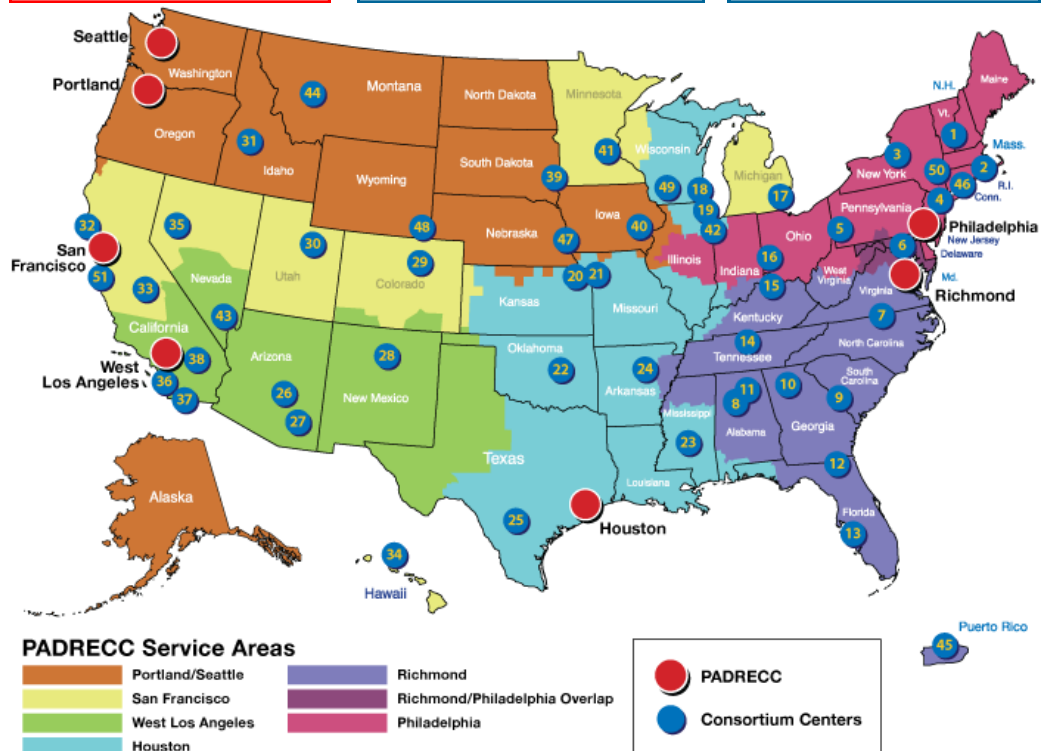 Seattle
Washington
Portland
Oregon
44
Montana
31
Idaho
Wyoming
North Dakota
South Dakota
39
Nebraska
48
47
Minnesota
41
Iowa
40
Wisconsin
49
18
19
42
Michigan
17
Illinois
Indiana
16
15
Ohio
N.H.
Maine
Vt.
1
Mass.
2
R.I.
46
Conn.
3
New York
50
4
Pennsylvania
5
Philadelphia
6
New Jersey
Delaware
Md.
West
Virginia
Virginia
Richmond
7
32
San
Francisco
51
33
California
35
Nevada
43
30
Utah
29
Colorado
West
Los Angeles
36
37
38
Arizona
26
27
28
New Mexico
Kansas
20
21
Missouri
Kentucky
14
Tennessee
North Carolina
South
Carolina
9
Oklahoma
22
24
Arkansas
Mississippi
23
11
8
Alabama
10
Georgia
12
Florida
13
Texas
25
Louisiana
Houston
Alaska
34
Hawaii
Puerto Rico
45
PADRECC Service Areas
Portland/Seattle
San Francisco
West Los Angeles
Houston
Richmond
Richmond/Philadelphia Overlap
Philadelphia
PADRECC
Consortium Centers